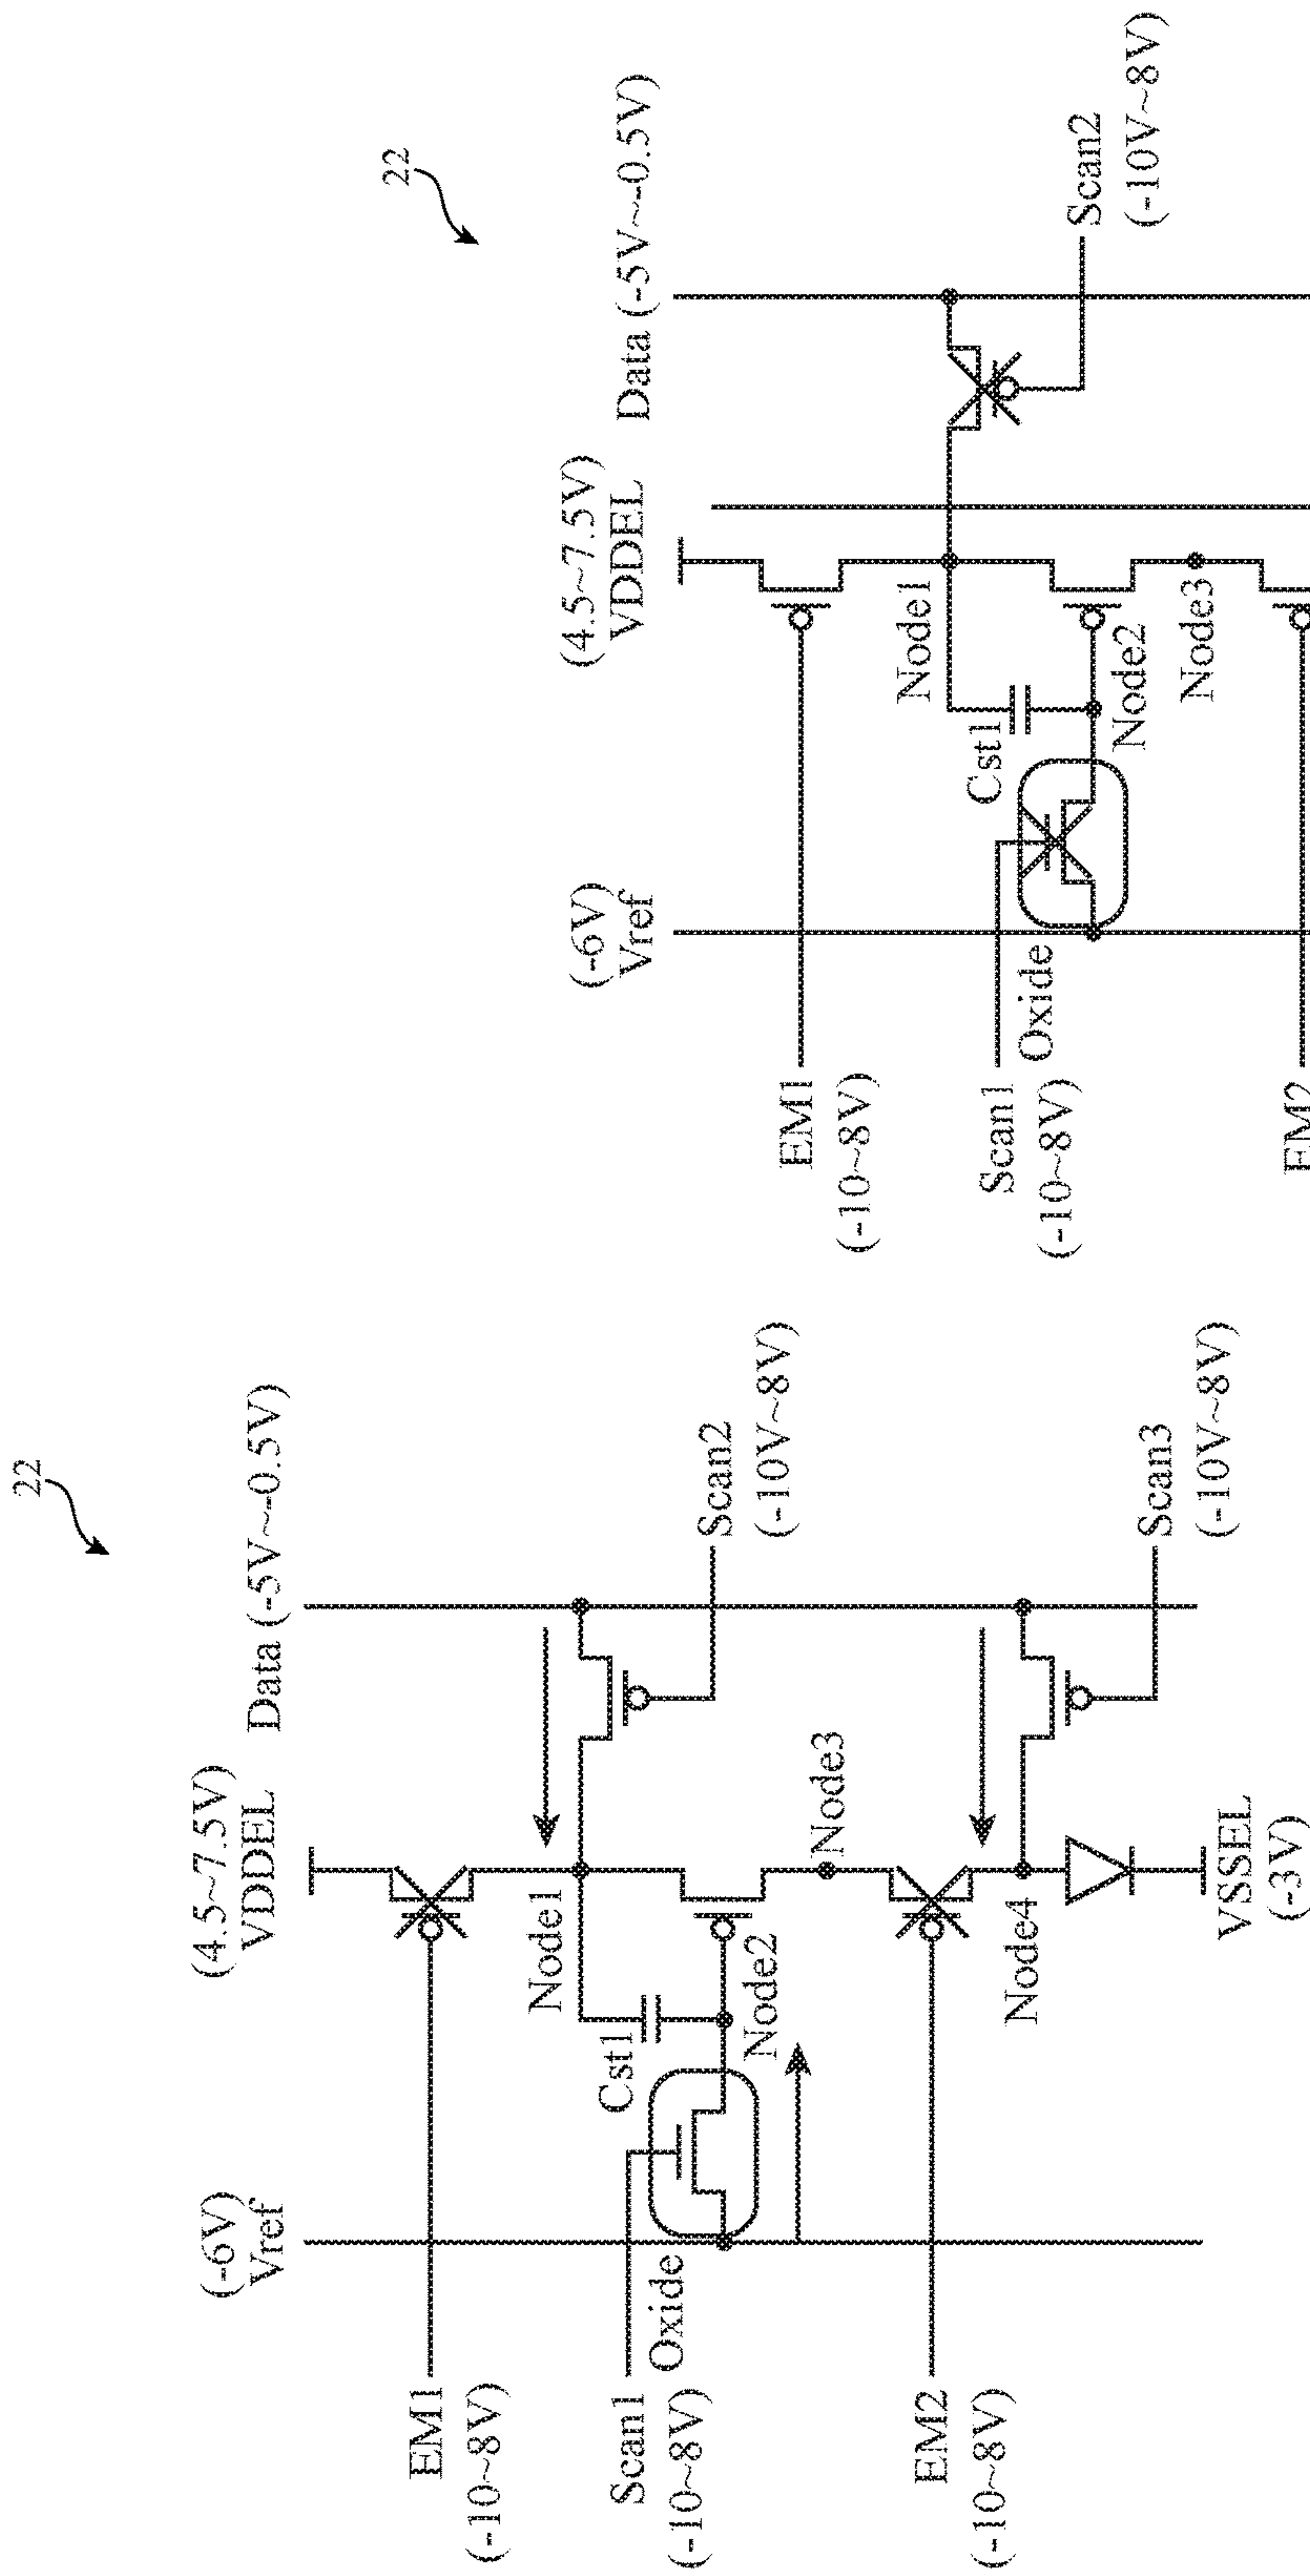 22
(4.5~7.5V)
VDDEL
Data (-5V~-0.5V)
(-6V)
Vref
EM1
(-10~8V)
Node1
Cst1
Scan1
(-10~8V)
Oxide
Node2
Scan2
(-10V~8V)
Node3
EM2
(-10~8V)
Node4
Scan3
(-10V~8V)
VSSEL
(-3V)
22
(4.5~7.5V)
VDDEL
Data (-5V~-0.5V)
(-6V)
Vref
EM1
(-10~8V)
Node1
Cst1
Scan1
(-10~8V)
Oxide
Node2
Scan2
(-10V~8V)
Node3
EM2